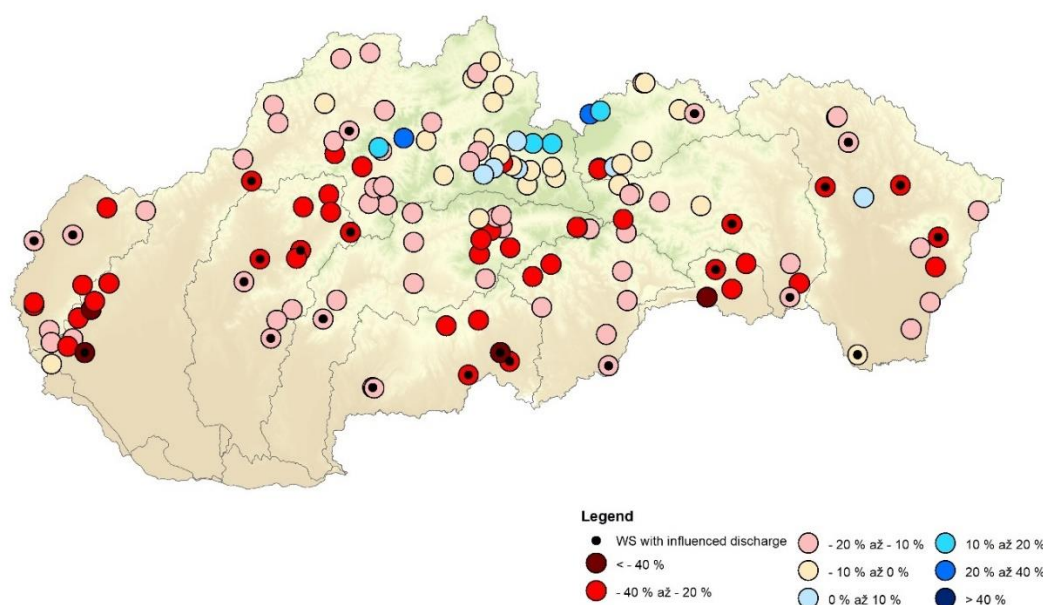 Legend
WS with influenced discharge
< - 40 %
- 40 % až - 20 %
- 20 % až - 10 %
- 10 % až 0 %
0 % až 10 %
10 % až 20 %
20 % až 40 %
> 40 %